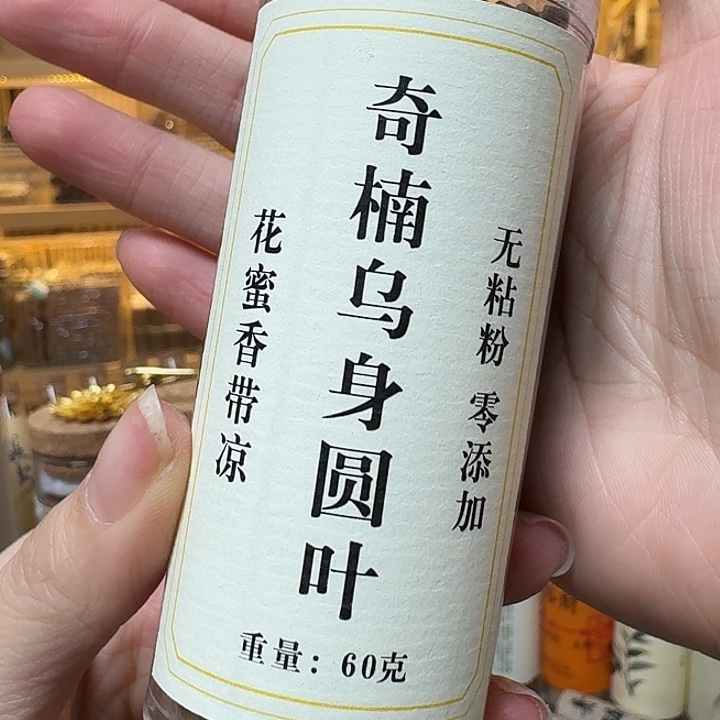 奇楠乌身圆叶
无粘粉 零添加
花蜜香带凉
重量：60克